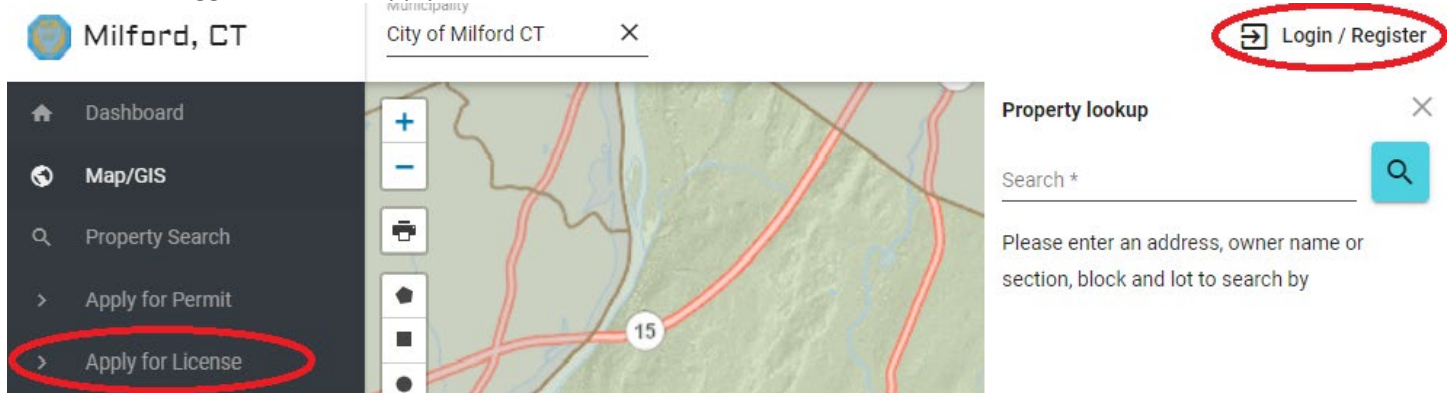 Milford, CT
Municipality
City of Milford CT
Login / Register
Dashboard
Map/GIS
Property Search
Apply for Permit
Apply for License
15
Property lookup
Search *
Please enter an address, owner name or
section, block and lot to search by